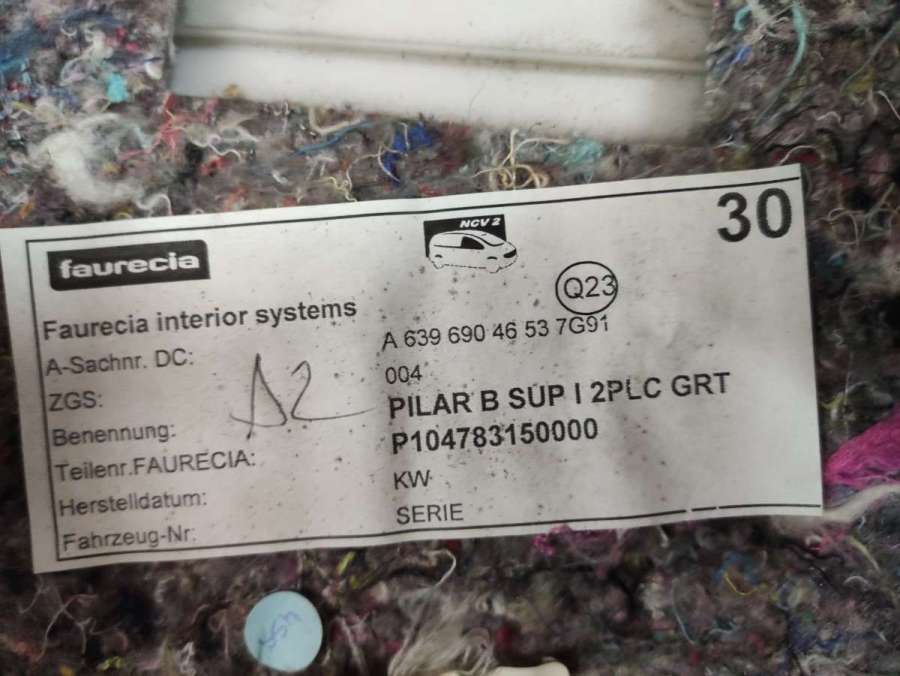 NCV 2
30
faurecia
Q23
Faurecia interior systems
A-Sachnr. DC: A 639 690 46 53 7G91
ZGS: 004
Benennung: PILAR B SUP I 2PLC GRT
Teilenr.FAURECIA: P104783150000
Herstelldatum: KW
Fahrzeug-Nr: SERIE
A2